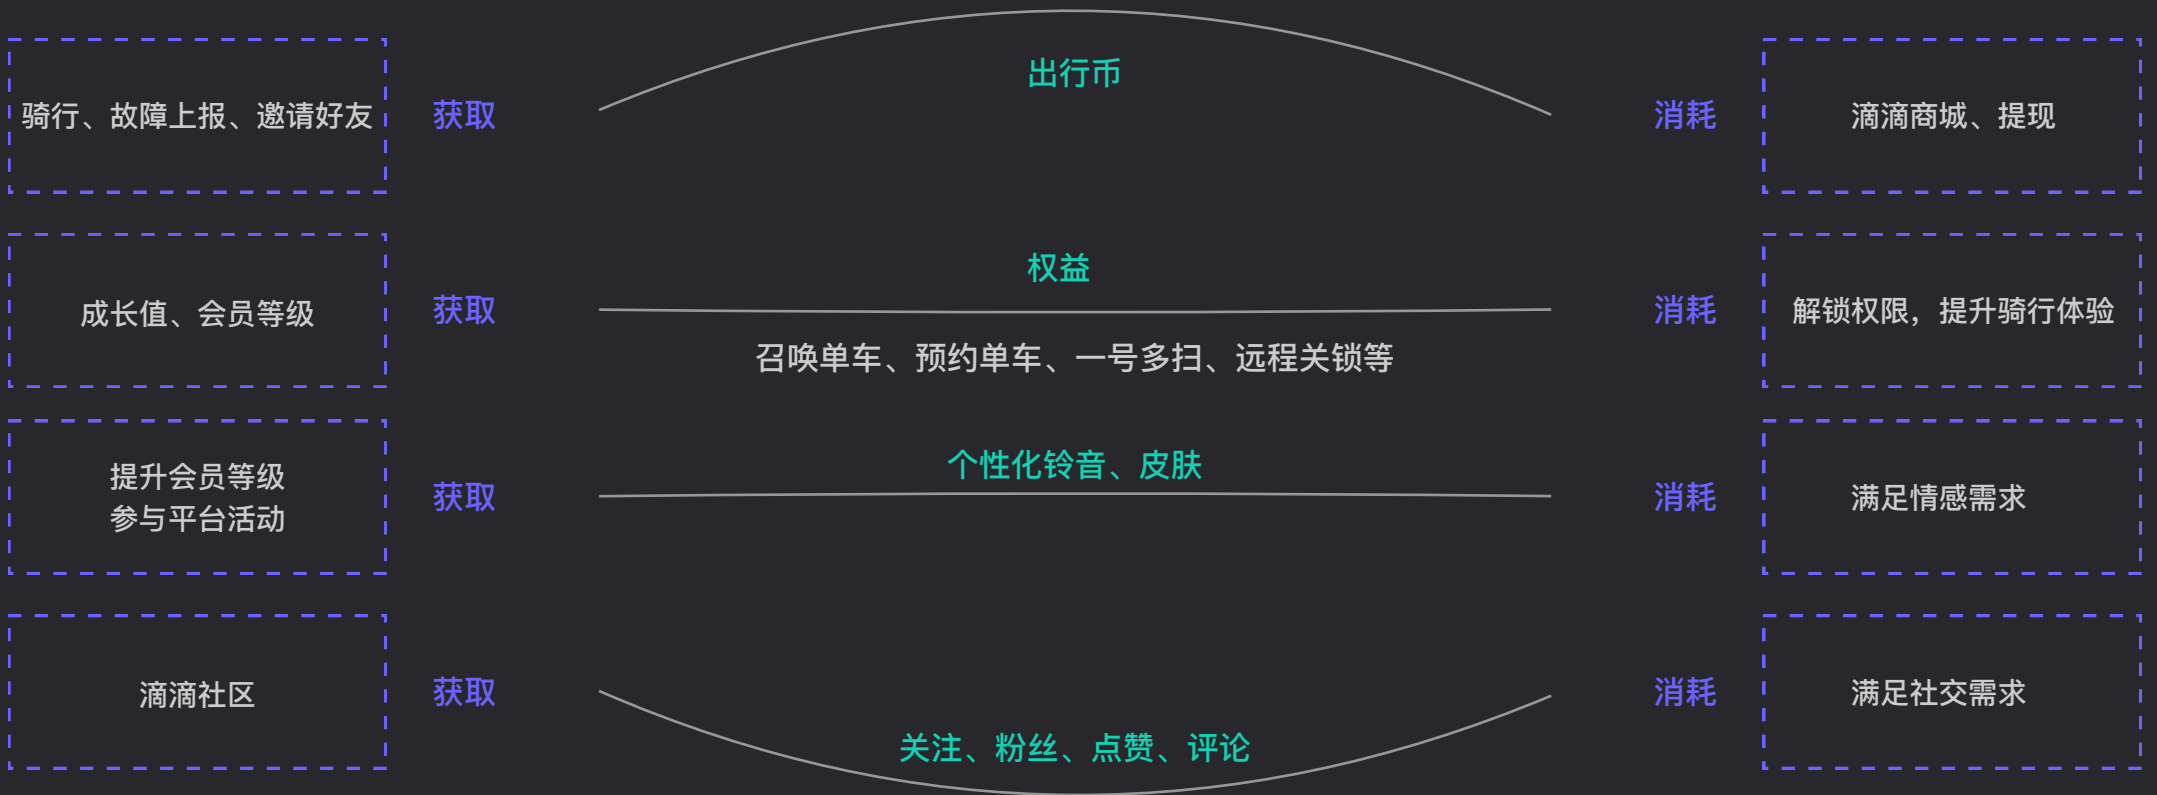 出行币
骑行、故障上报、邀请好友
获取
消耗
滴滴商城、提现
权益
成长值、会员等级
获取
消耗
解锁权限，提升骑行体验
召唤单车、预约单车、一号多扫、远程关锁等
个性化铃音、皮肤
提升会员等级
参与平台活动
获取
消耗
满足情感需求
滴滴社区
获取
消耗
满足社交需求
关注、粉丝、点赞、评论